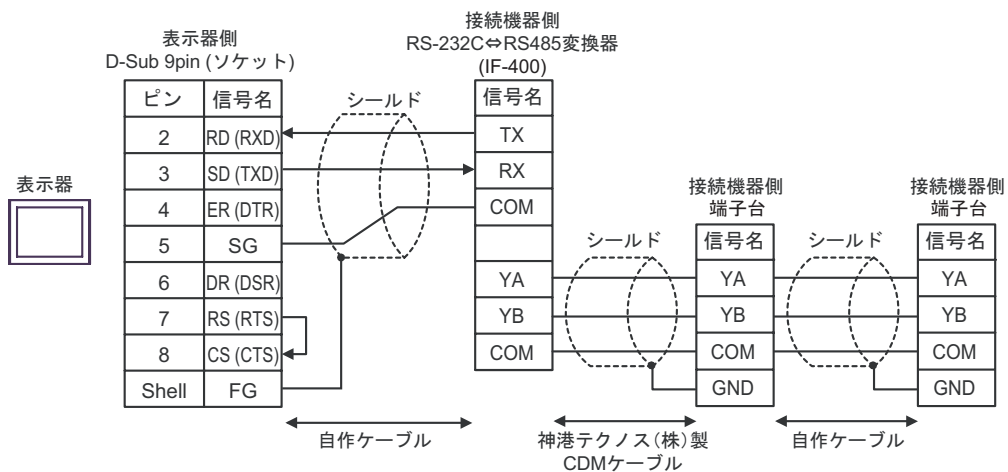 表示器
表示器側
D-Sub 9pin (ソケット)
ピン 信号名
2 RD (RXD)
3 SD (TXD)
4 ER (DTR)
5 SG
6 DR (DSR)
7 RS (RTS)
8 CS (CTS)
Shell FG
シールド
自作ケーブル
接続機器側
RS-232C⇔RS485変換器
(IF-400)
信号名
TX
RX
COM
YA
YB
COM
シールド
神港テクノス(株)製
CDMケーブル
接続機器側
端子台
信号名
YA
YB
COM
GND
シールド
自作ケーブル
接続機器側
端子台
信号名
YA
YB
COM
GND